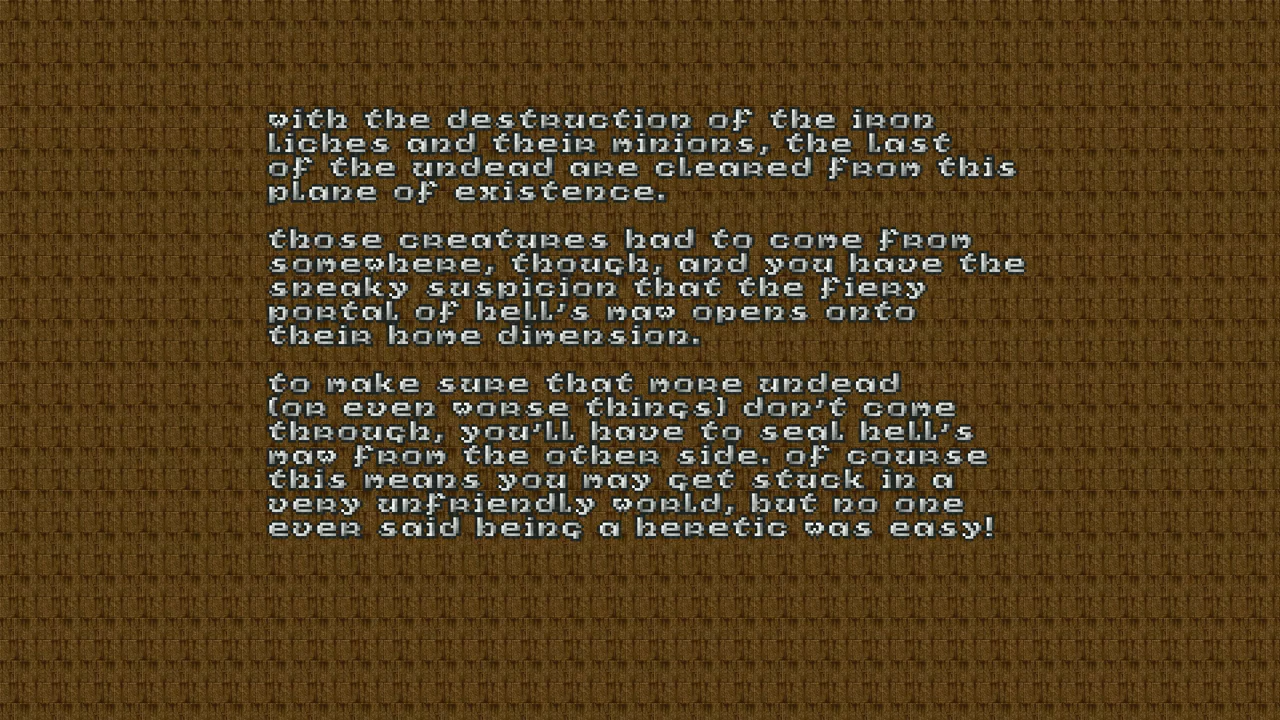 with the destruction of the iron
liches and their minions, the last
of the undead are cleared from this
plane of existence.
those creatures had to come from
somewhere, though, and you have the
sneaky suspicion that the fiery
portal of hell's maw opens onto
their home dimension.
to make sure that more undead
(or even worse things) don't come
through, you'll have to seal hell's
maw from the other side. of course
this means you may get stuck in a
very unfriendly world, but no one
ever said being a heretic was easy!